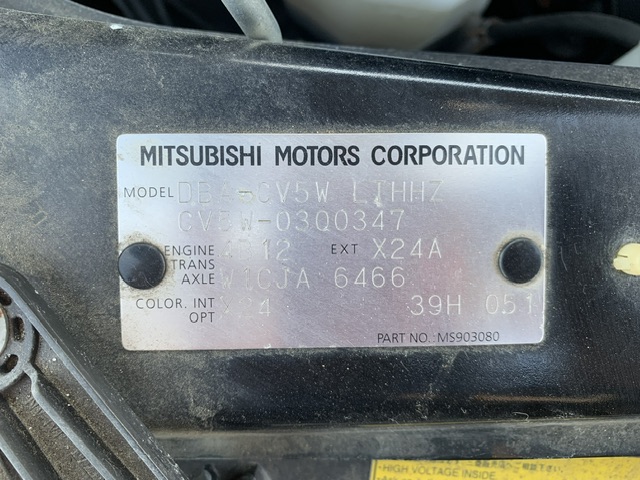 MITSUBISHI MOTORS CORPORATION
MODEL DBA-CV5W LTHHZ
CV5W-0300347
ENGINE 4B12 EXT X24A
TRANS
AXLE W1CJA 6466
COLOR. INT
OPT 39H 051
PART NO.: MS903080
HIGH VOLTAGE INSIDE